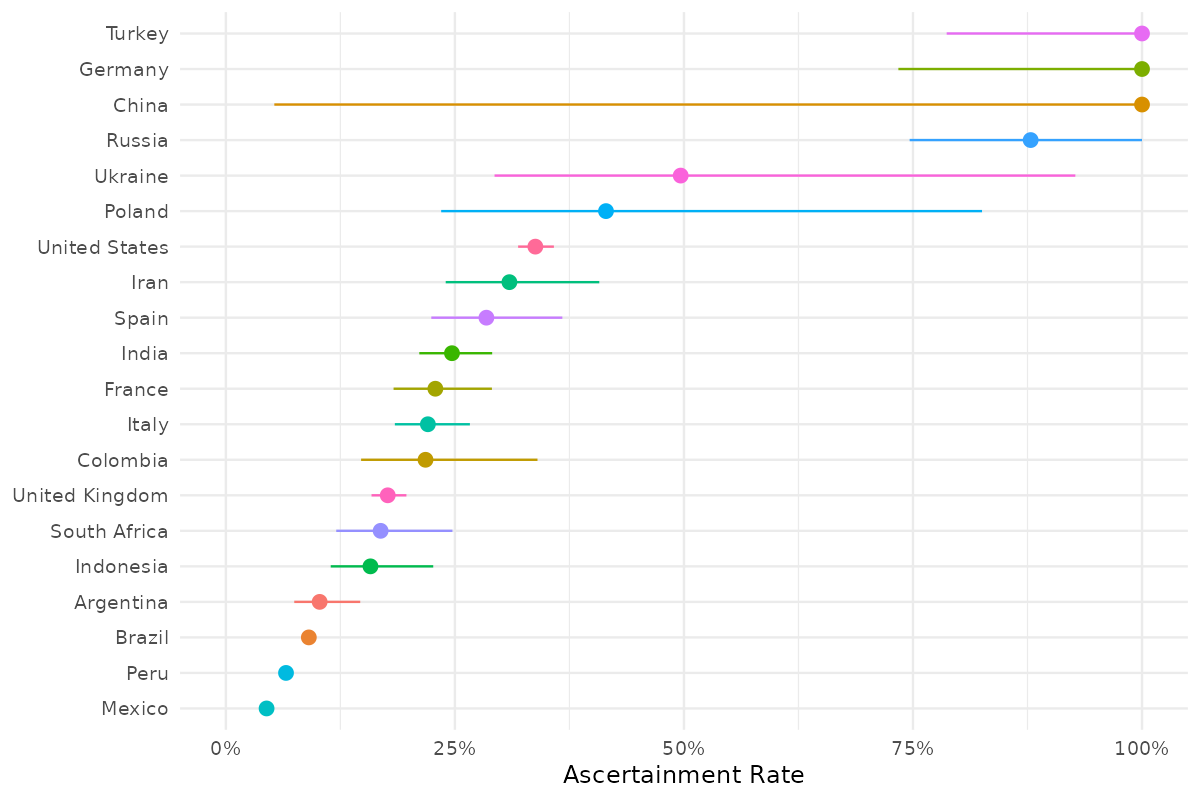 Turkey
Germany
China
Russia
Ukraine
Poland
United States
Iran
Spain
India
France
Italy
Colombia
United Kingdom
South Africa
Indonesia
Argentina
Brazil
Peru
Mexico
0% 25% 50% 75% 100%
Ascertainment Rate